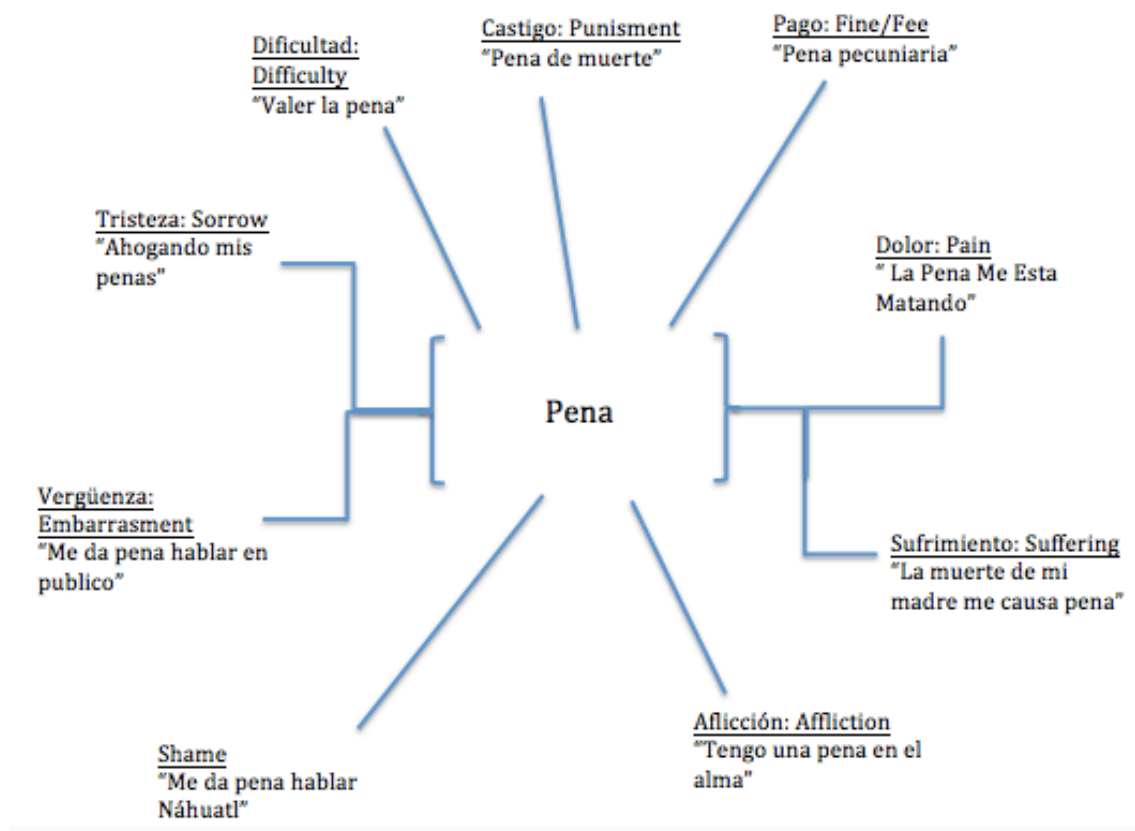 Dificultad:
Difficulty
"Valer la pena"
Castigo: Punisment
"Pena de muerte"
Pago: Fine/Fee
"Pena pecuniaria"
Tristeza: Sorrow
"Ahogando mis
penas"
Dolor: Pain
" La Pena Me Esta
Matando"
Pena
Vergüenza:
Embarrasment
"Me da pena hablar en
publico"
Sufrimiento: Suffering
"La muerte de mi
madre me causa pena"
Shame
"Me da pena hablar
Náhuatl"
Aflicción: Affliction
"Tengo una pena en el
alma"